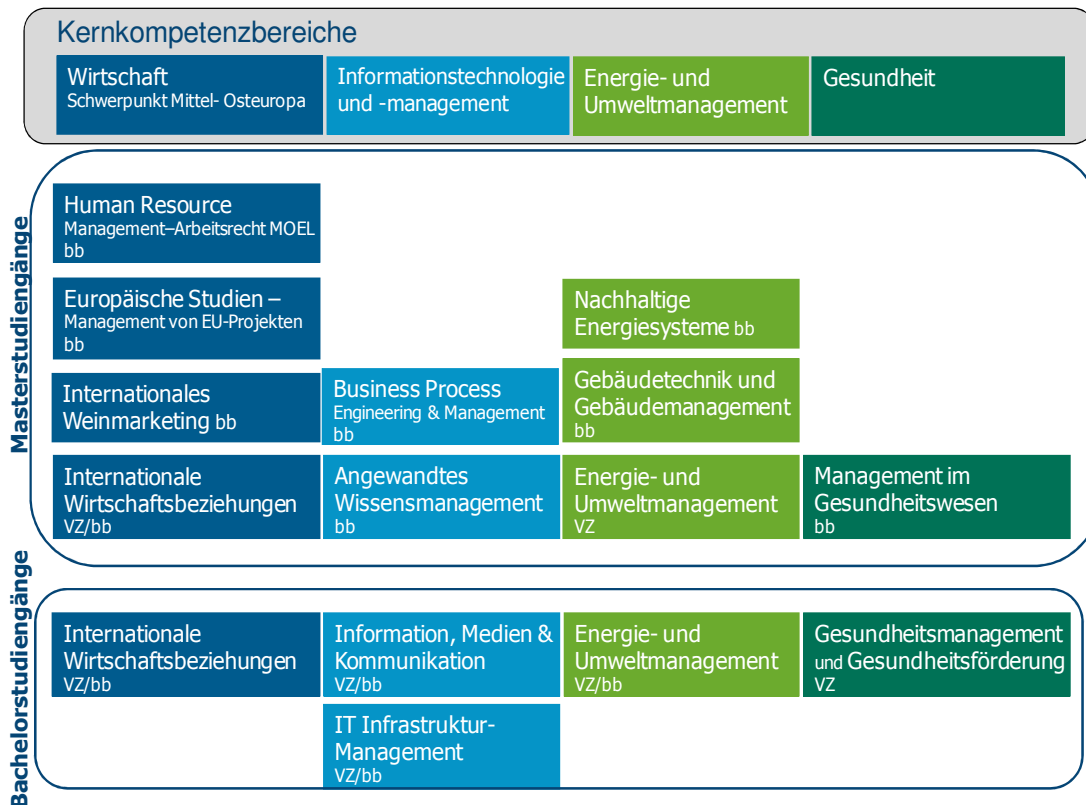 Kernkompetenzbereiche
Wirtschaft
Schwerpunkt Mittel- Osteuropa
Informationstechnologie
und -management
Energie- und
Umweltmanagement
Gesundheit
Masterstudiengänge
Human Resource
Management–Arbeitsrecht MOEL
bb
Europäische Studien –
Management von EU-Projekten
bb
Nachhaltige
Energiesysteme bb
Internationales
Weinmarketing bb
Business Process
Engineering & Management
bb
Gebäudetechnik und
Gebäudemanagement
bb
Internationale
Wirtschaftsbeziehungen
VZ/bb
Angewandtes
Wissensmanagement
bb
Energie- und
Umweltmanagement
VZ
Management im
Gesundheitswesen
bb
Bachelorstudiengänge
Internationale
Wirtschaftsbeziehungen
VZ/bb
Information, Medien &
Kommunikation
VZ/bb
Energie- und
Umweltmanagement
VZ/bb
Gesundheitsmanagement
und Gesundheitsförderung
VZ
IT Infrastruktur-
Management
VZ/bb